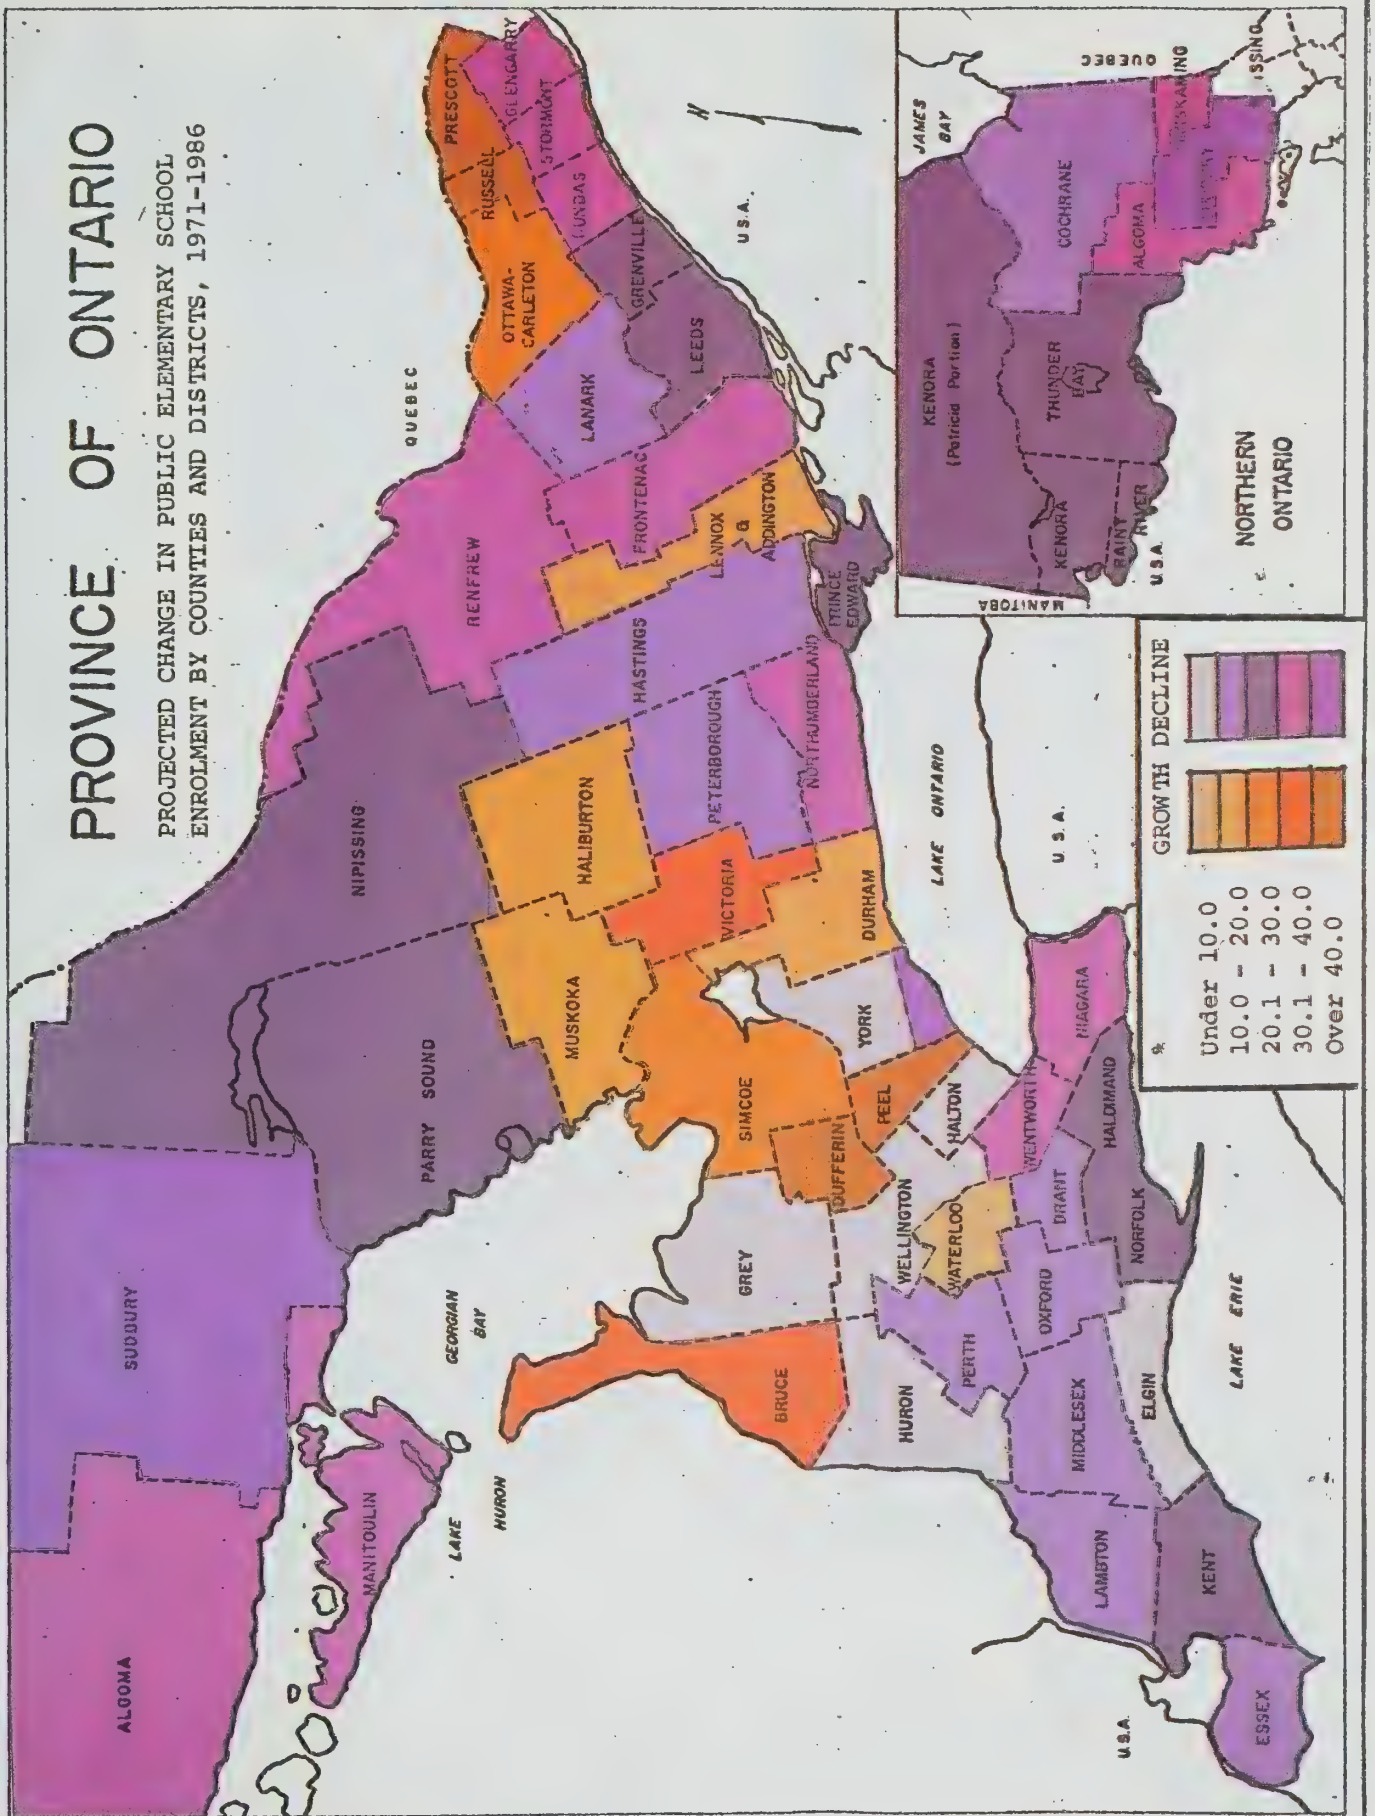 PROVINCE OF ONTARIO
PROJECTED CHANGE IN PUBLIC ELEMENTARY SCHOOL
ENROLMENT BY COUNTIES AND DISTRICTS, 1971-1986
QUEBEC
PRESCOTT
GLENGARRY
RUSSELL
STORMONT
OTTAWA-
CARLETON
DUNDAS
GRENVILLE
LEEDS
LANARK
U.S.A.
N
RENFREW
FRONTENAC
LENNOX
&
ADDINGTON
HASTINGS
PRINCE
EDWARD
NIPISSING
HALIBURTON
PETERBOROUGH
NORTHUMBERLAND
VICTORIA
DURHAM
LAKE ONTARIO
U.S.A.
PARRY SOUND
MUSKOKA
SIMCOE
YORK
PEEL
DUFFERIN
HALTON
WENTWORTH
NIAGARA
HALDIMAND
SUDBURY
GEORGIAN
BAY
GREY
WELLINGTON
WATERLOO
BRANT
NORFOLK
BRUCE
HURON
PERTH
OXFORD
MIDDLESEX
ELGIN
LAKE ERIE
ALGOMA
MANITOULIN
LAKE
HURON
LAMBTON
KENT
ESSEX
U.S.A.
JAMES
BAY
QUEBEC
ISSING
KENORA
(Patricia Portion)
COCHRANE
ALGOMA
THUNDER
BAY
KENORA
RAINY
RIVER
MANITOBA
U.S.A.
NORTHERN
ONTARIO
% GROWTH DECLINE
Under 10.0
10.0 - 20.0
20.1 - 30.0
30.1 - 40.0
Over 40.0